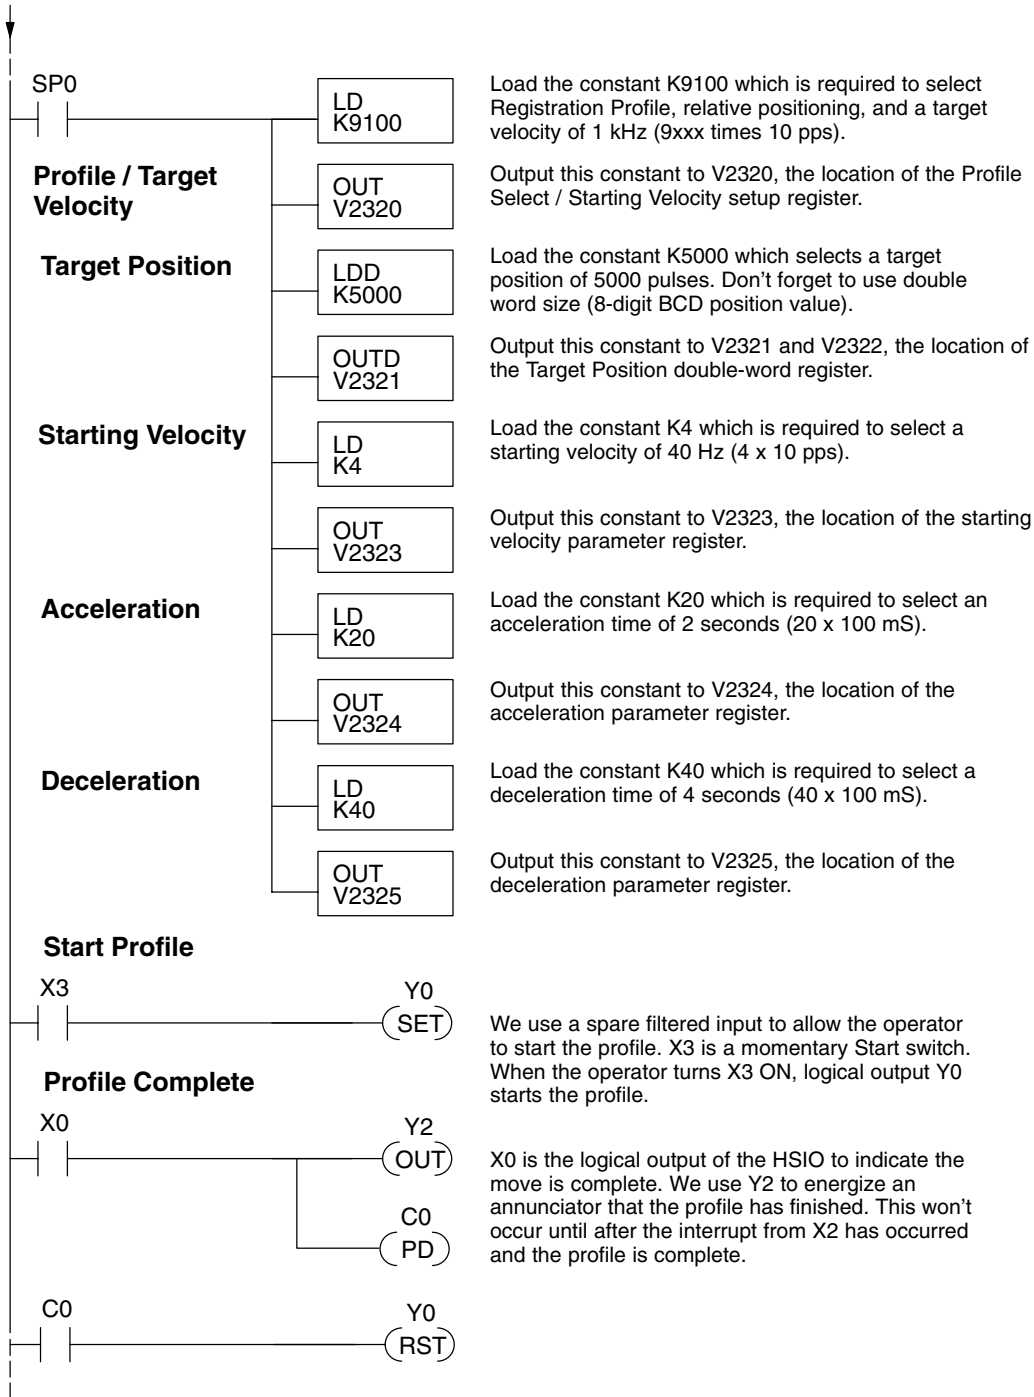 SP0
LD
K9100
Load the constant K9100 which is required to select
Registration Profile, relative positioning, and a target
velocity of 1 kHz (9xxx times 10 pps).
Profile / Target
Velocity
OUT
V2320
Output this constant to V2320, the location of the Profile
Select / Starting Velocity setup register.
Target Position
LDD
K5000
Load the constant K5000 which selects a target
position of 5000 pulses. Don't forget to use double
word size (8-digit BCD position value).
OUTD
V2321
Output this constant to V2321 and V2322, the location of
the Target Position double-word register.
Starting Velocity
LD
K4
Load the constant K4 which is required to select a
starting velocity of 40 Hz (4 x 10 pps).
OUT
V2323
Output this constant to V2323, the location of the starting
velocity parameter register.
Acceleration
LD
K20
Load the constant K20 which is required to select an
acceleration time of 2 seconds (20 x 100 mS).
OUT
V2324
Output this constant to V2324, the location of the
acceleration parameter register.
Deceleration
LD
K40
Load the constant K40 which is required to select a
deceleration time of 4 seconds (40 x 100 mS).
OUT
V2325
Output this constant to V2325, the location of the
deceleration parameter register.
Start Profile
X3
Y0
SET
We use a spare filtered input to allow the operator
to start the profile. X3 is a momentary Start switch.
When the operator turns X3 ON, logical output Y0
starts the profile.
Profile Complete
X0
Y2
OUT
X0 is the logical output of the HSIO to indicate the
move is complete. We use Y2 to energize an
annunciator that the profile has finished. This won't
occur until after the interrupt from X2 has occurred
and the profile is complete.
C0
PD
C0
Y0
RST